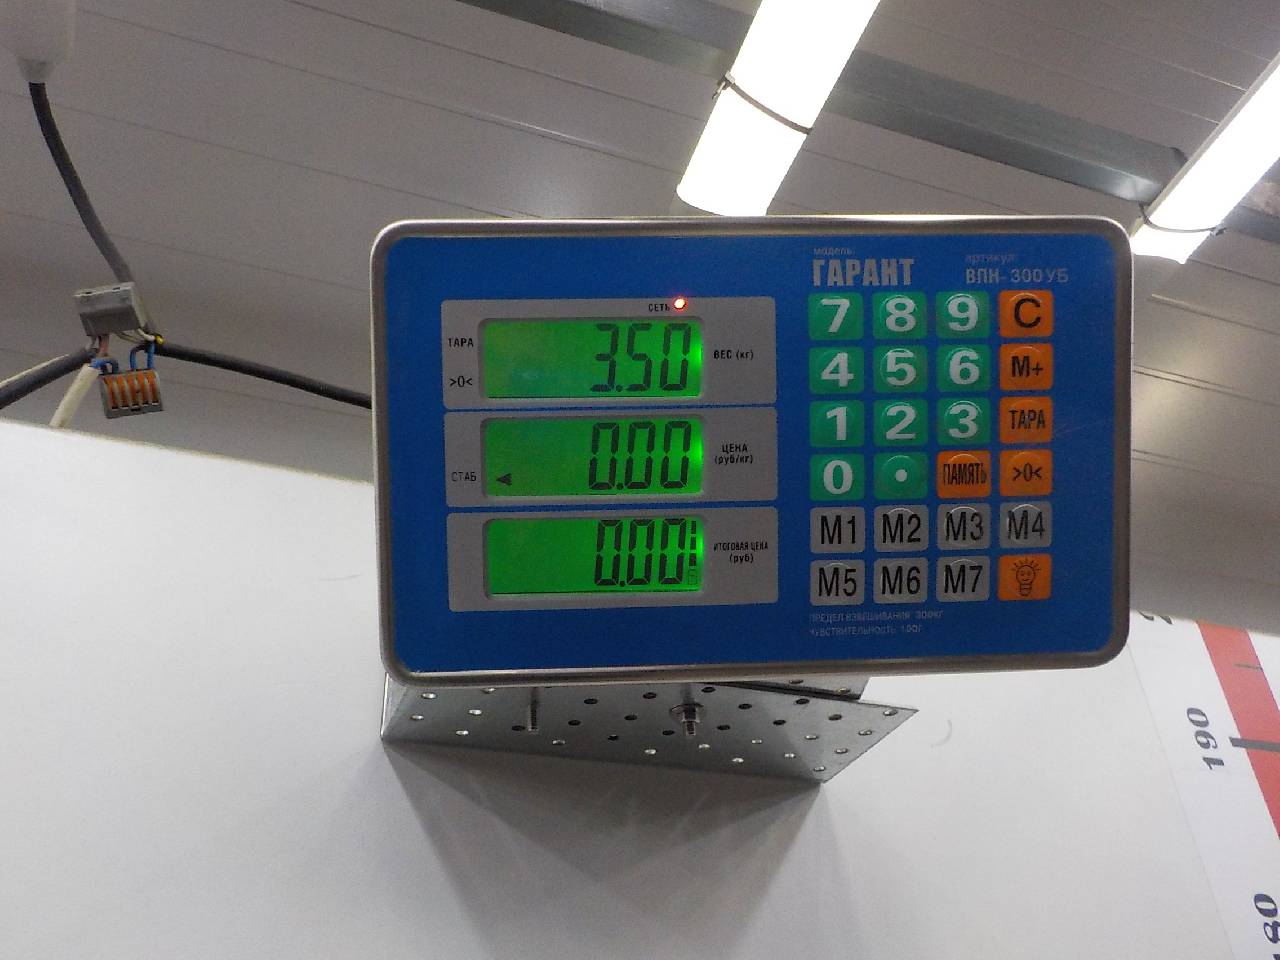 модель:
ГАРАНТ
артикул:
ВПН-300УБ
СЕТЬ
ТАРА
>0<
3.50
ВЕС (кг)
СТАБ
0.00
ЦЕНА
(руб/кг)
0.00
ИТОГОВАЯ ЦЕНА
(руб)
7 8 9 C
4 5 6 M+
1 2 3 ТАРА
0 . ПАМЯТЬ >0<
M1 M2 M3 M4
M5 M6 M7
ПРЕДЕЛ ВЗВЕШИВАНИЯ 300КГ
ЧУВСТВИТЕЛЬНОСТЬ 100Г
190
180